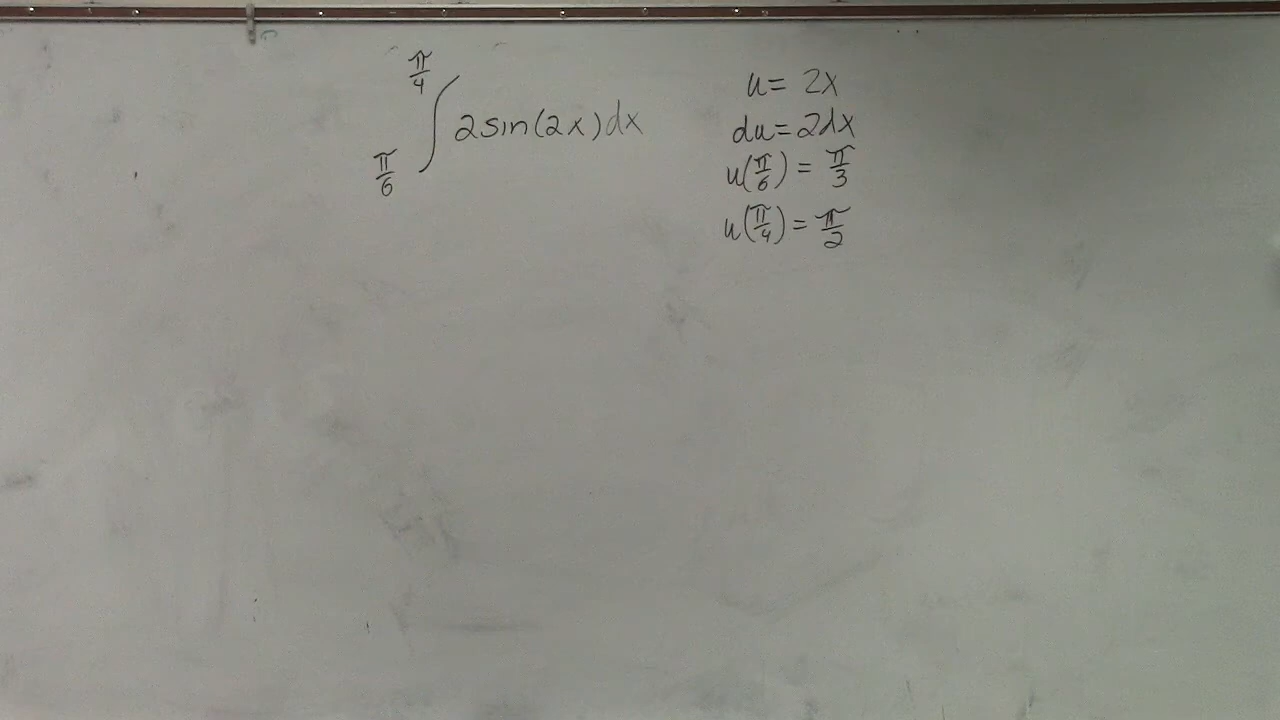 ∫_{π/6}^{π/4} 2sin(2x)dx
u= 2x
du=2dx
u(π/6) = π/3
u(π/4) = π/2